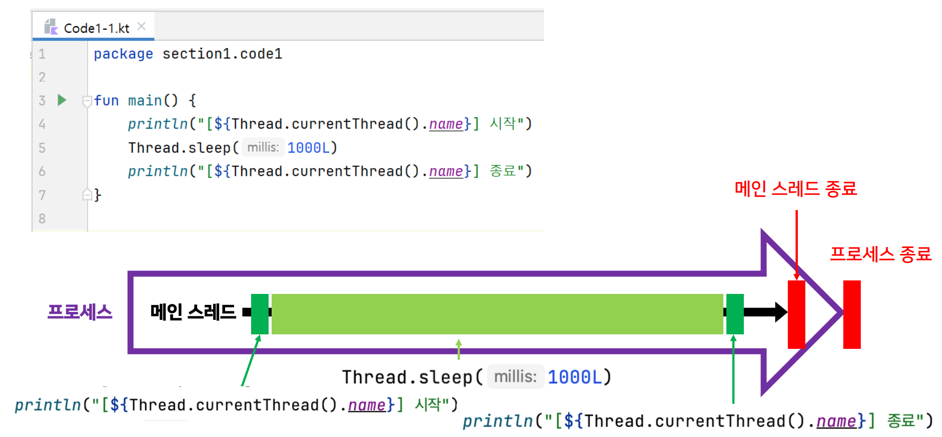 Code1-1.kt ×
1 package section1.code1
2
3 fun main() {
4 println("[${Thread.currentThread().name}] 시작")
5 Thread.sleep( millis: 1000L)
6 println("[${Thread.currentThread().name}] 종료")
7 }
8
메인 스레드 종료
프로세스 종료
프로세스
메인 스레드
Thread.sleep( millis: 1000L)
println("[${Thread.currentThread().name}] 시작")
println("[${Thread.currentThread().name}] 종료")